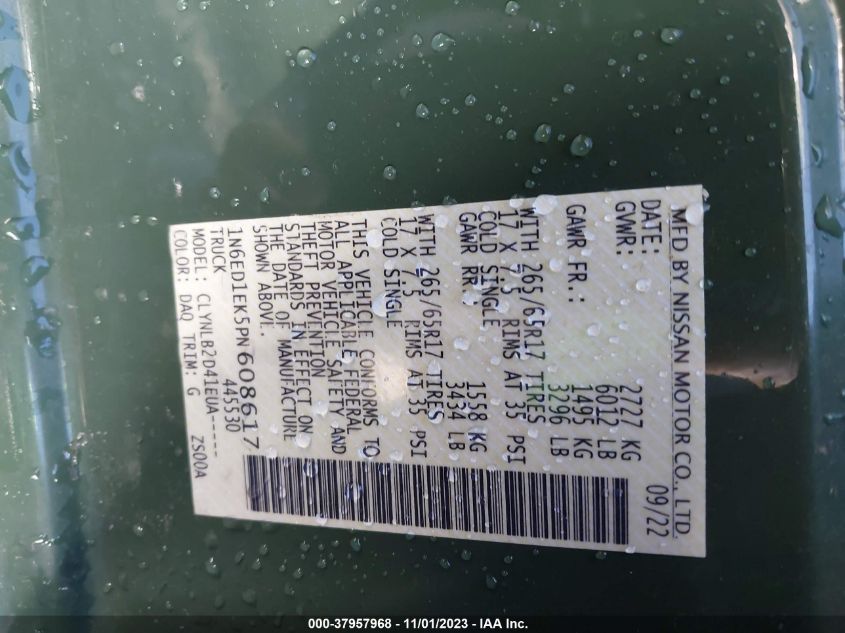 MFD BY NISSAN MOTOR CO., LTD.
DATE: 09/22
GVWR: 2727 KG
6012 LB
GAWR FR.: 1495 KG
3296 LB
WITH 265/65R17 TIRES
17 X 7.5 RIMS AT 35 PSI
COLD SINGLE
GAWR RR.: 1558 KG
3434 LB
WITH 265/65R17 TIRES
17 X 7.5 RIMS AT 35 PSI
COLD SINGLE
THIS VEHICLE CONFORMS TO
ALL APPLICABLE FEDERAL
MOTOR VEHICLE SAFETY AND
THEFT PREVENTION
STANDARDS IN EFFECT ON
THE DATE OF MANUFACTURE
SHOWN ABOVE.
1N6ED1EK5PN608617
TRUCK 445530
MODEL: CLYNLB2D41EUA-----
COLOR: DAQ TRIM: G ZS00A
000-37957968 - 11/01/2023 - IAA Inc.